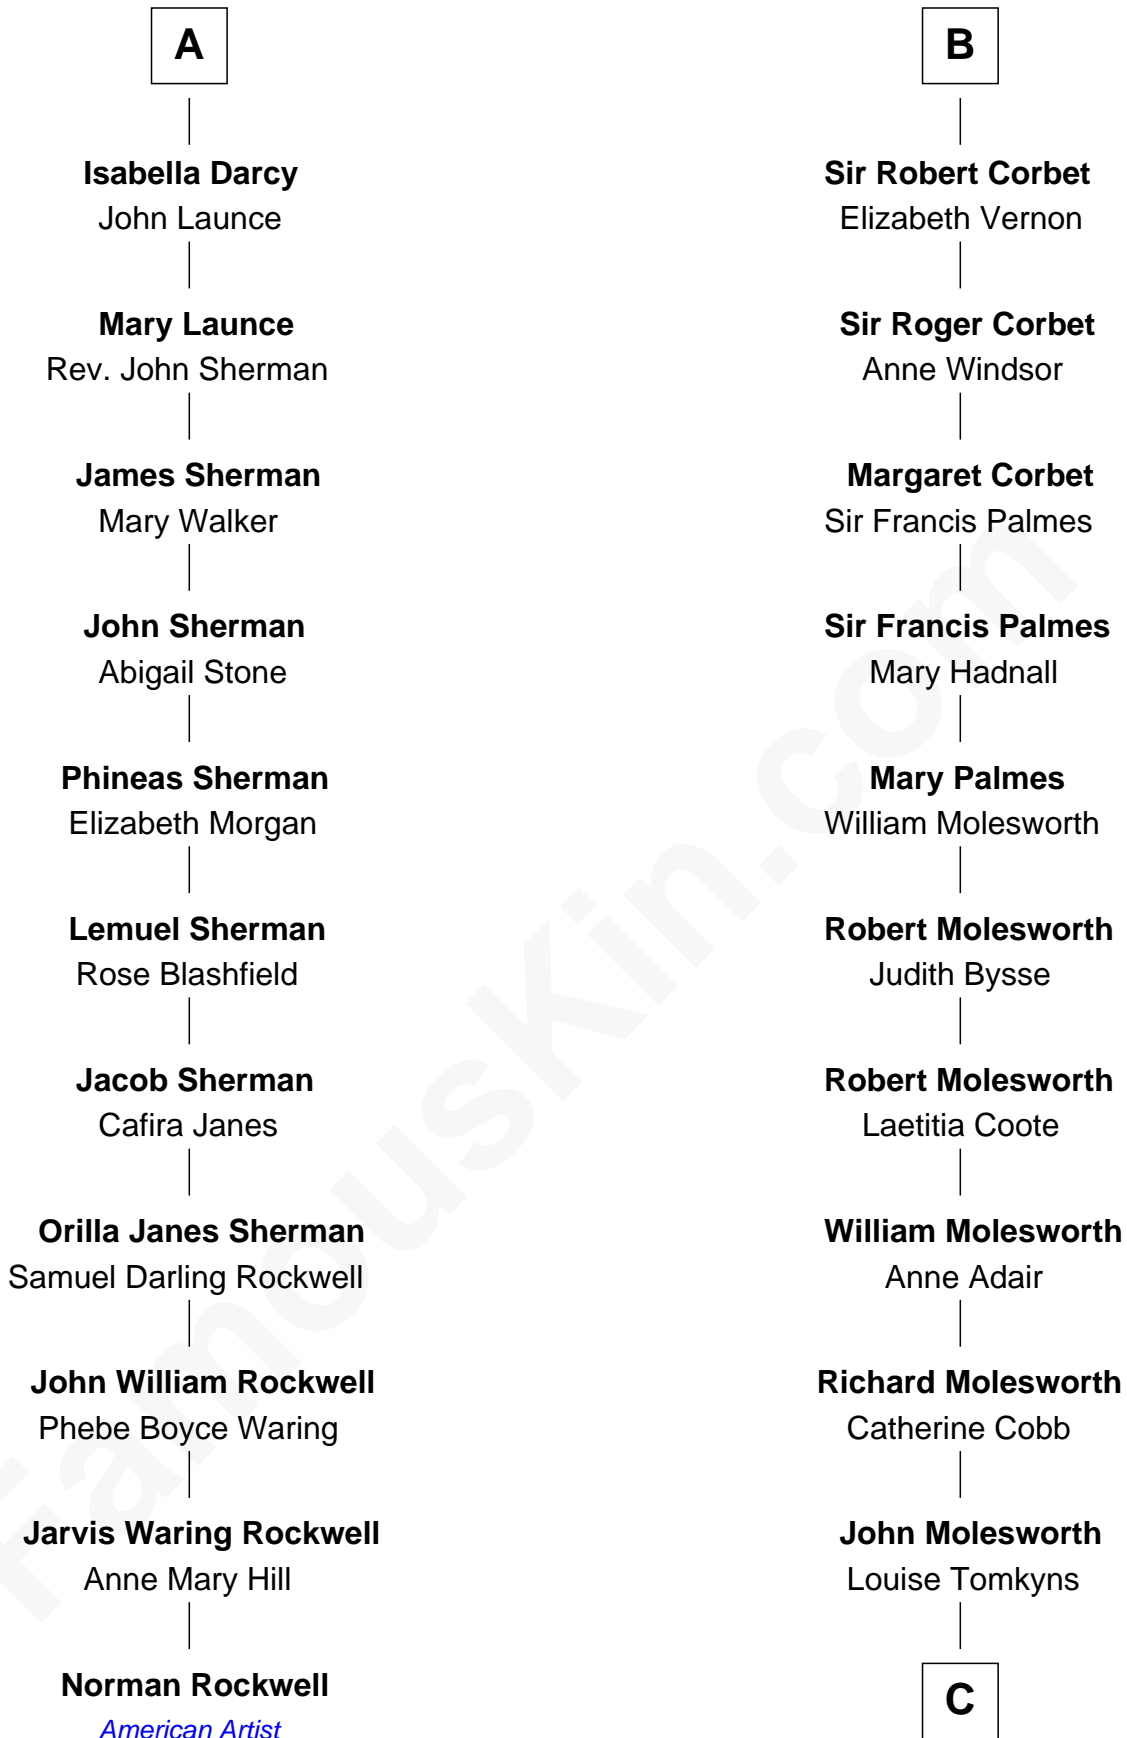 A
Isabella Darcy
John Launce
Mary Launce
Rev. John Sherman
James Sherman
Mary Walker
John Sherman
Abigail Stone
Phineas Sherman
Elizabeth Morgan
Lemuel Sherman
Rose Blashfield
Jacob Sherman
Cafira Janes
Orilla Janes Sherman
Samuel Darling Rockwell
John William Rockwell
Phebe Boyce Waring
Jarvis Waring Rockwell
Anne Mary Hill
Norman Rockwell
American Artist
B
Sir Robert Corbet
Elizabeth Vernon
Sir Roger Corbet
Anne Windsor
Margaret Corbet
Sir Francis Palmes
Sir Francis Palmes
Mary Hadnall
Mary Palmes
William Molesworth
Robert Molesworth
Judith Bysse
Robert Molesworth
Laetitia Coote
William Molesworth
Anne Adair
Richard Molesworth
Catherine Cobb
John Molesworth
Louise Tomkyns
C
FamousKin.com